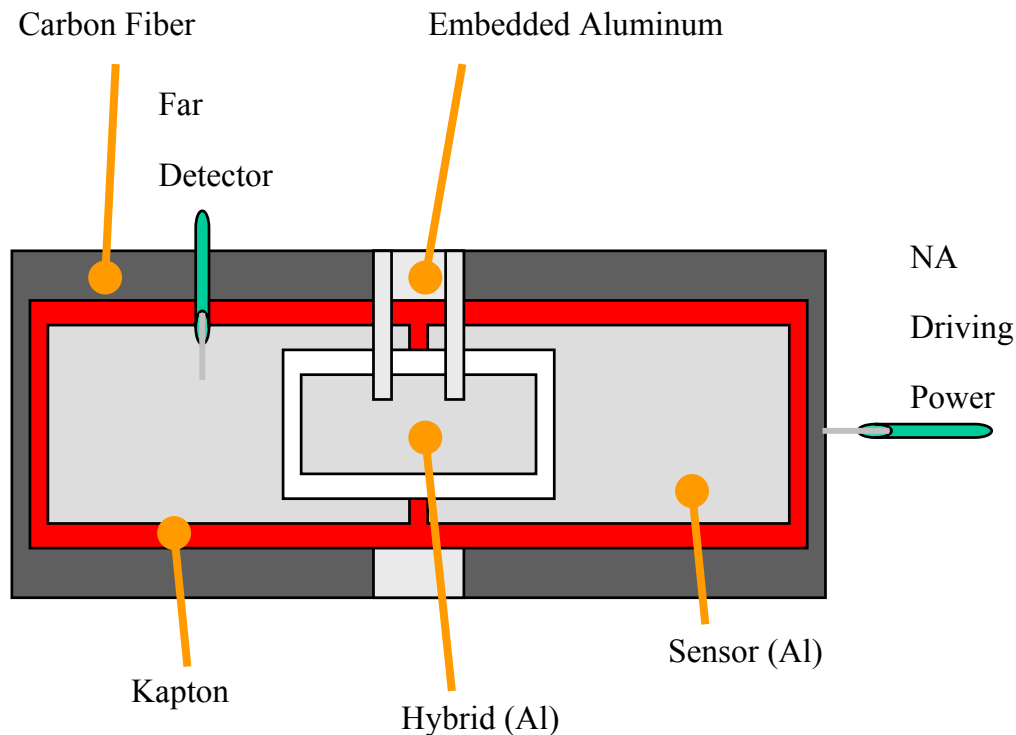 Carbon Fiber
Embedded Aluminum
Far
Detector
NA
Driving
Power
Sensor (Al)
Kapton
Hybrid (Al)